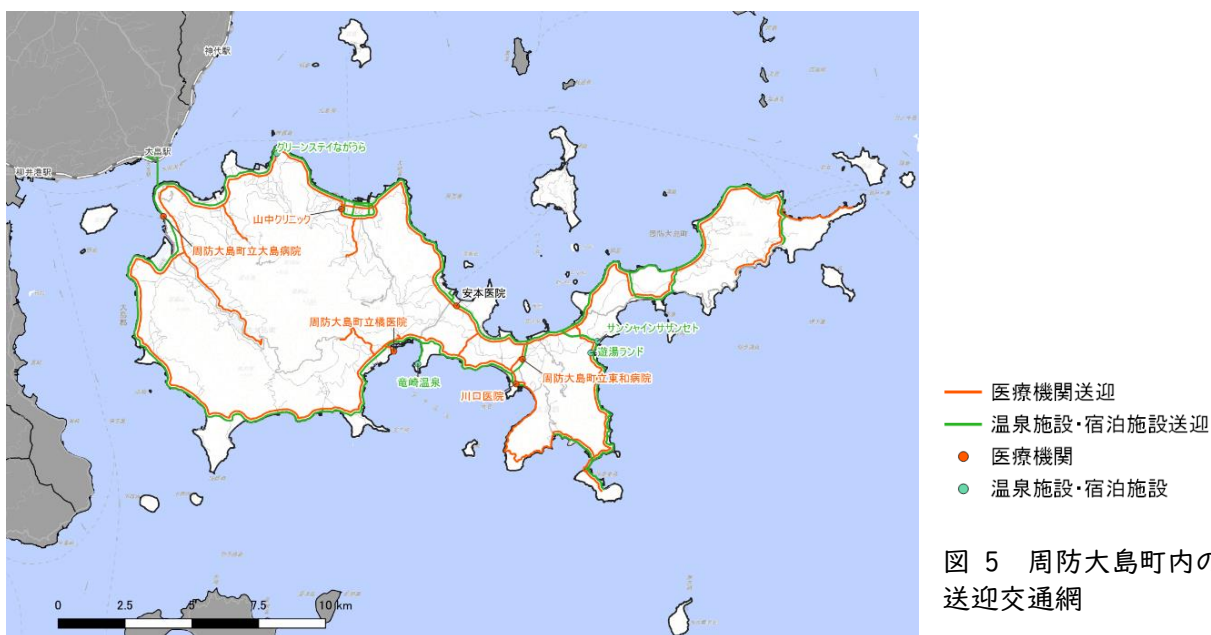 神代駅
大畠駅
柳井港駅
グリーンステイながうら
山中クリニック
周防大島町立大島病院
周防大島町
安本医院
周防大島町立橘医院
サンシャインサザンセト
遊湯ランド
竜崎温泉
周防大島町立東和病院
川口医院
0 2.5 5 7.5 10 km
医療機関送迎
温泉施設・宿泊施設送迎
医療機関
温泉施設・宿泊施設
図 5 周防大島町内の
送迎交通網